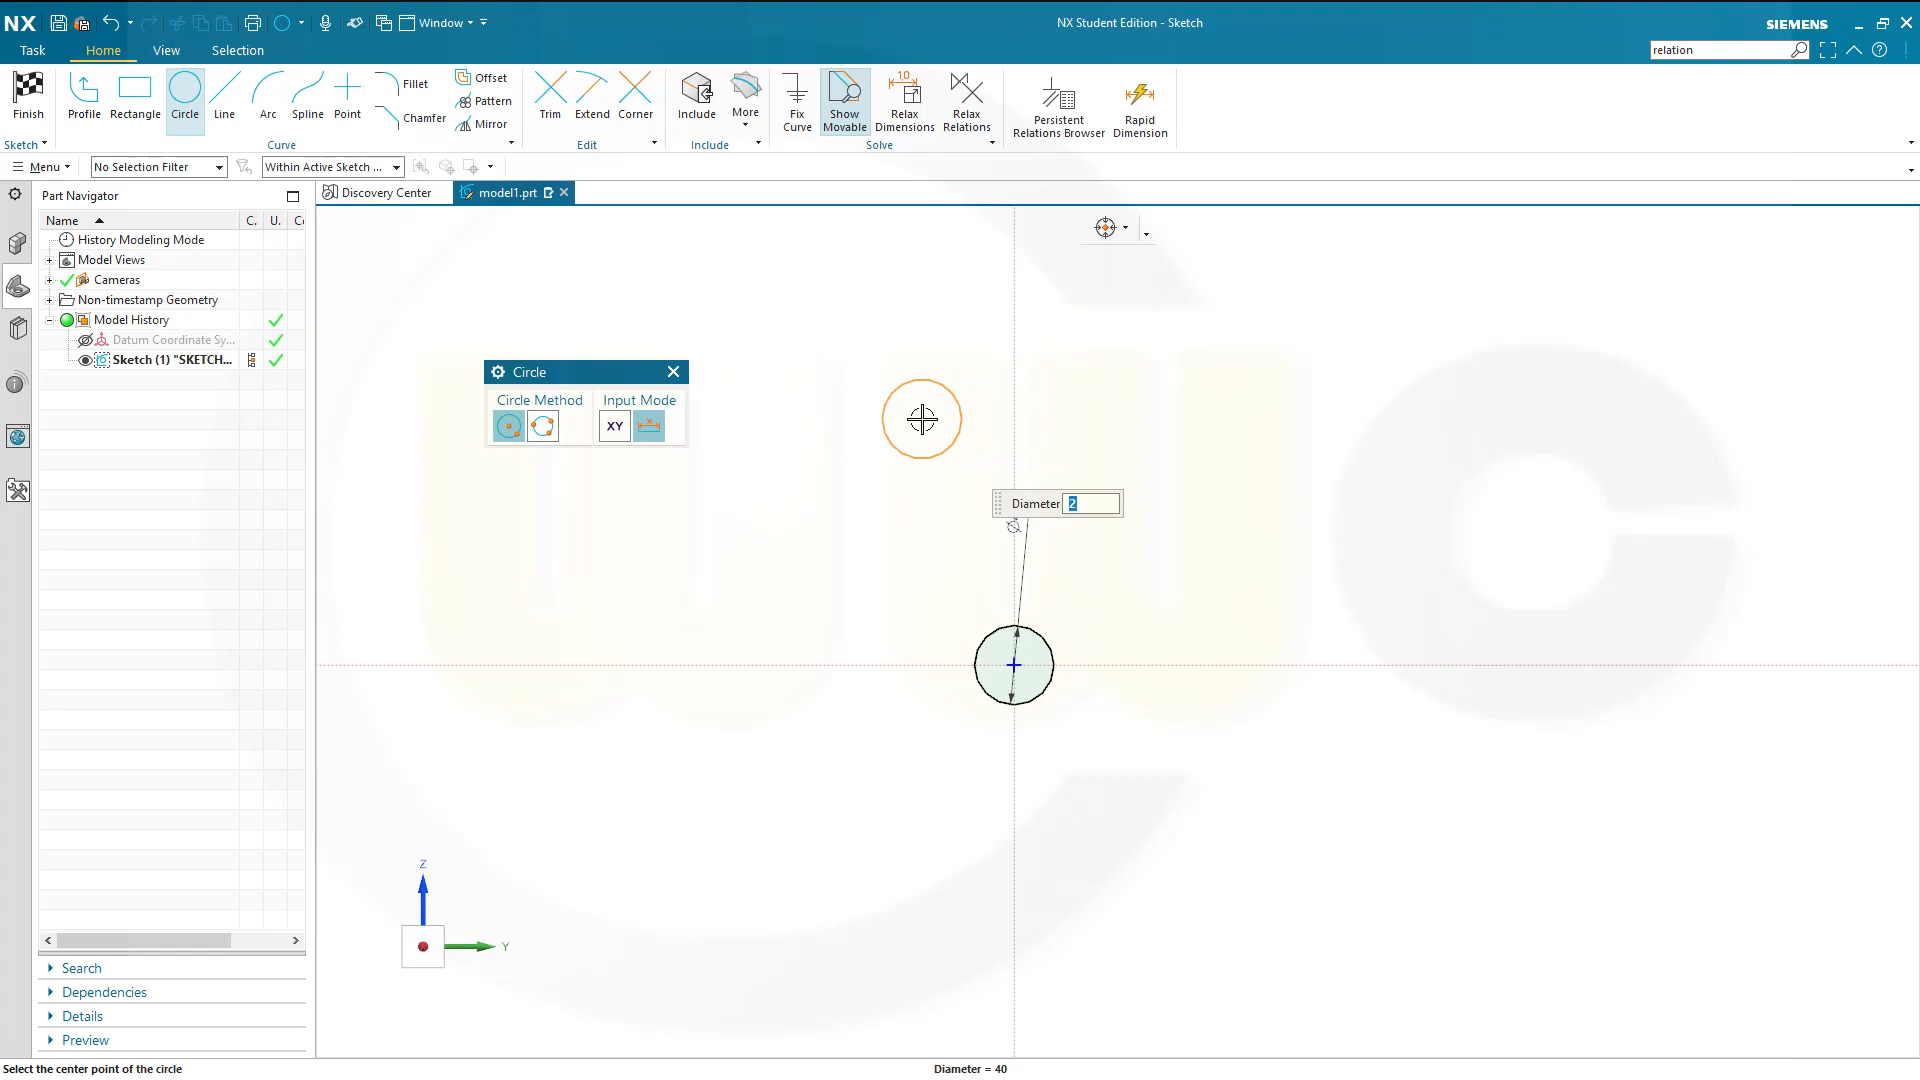 NX
Window
NX Student Edition - Sketch
SIEMENS
Task
Home
View
Selection
relation
Finish
Profile
Rectangle
Circle
Line
Arc
Spline
Point
Fillet
Chamfer
Offset
Pattern
Mirror
Trim
Extend
Corner
Include
More
Fix
Curve
Show
Movable
1,0
Relax
Dimensions
Relax
Relations
Persistent
Relations Browser
Rapid
Dimension
Sketch
Curve
Edit
Include
Solve
Menu
No Selection Filter
Within Active Sketch ...
Part Navigator
Discovery Center
model1.prt
Name
C.
U.
History Modeling Mode
Model Views
Cameras
Non-timestamp Geometry
Model History
Datum Coordinate Sy...
Sketch (1) "SKETCH...
Circle
Circle Method
Input Mode
XY
Diameter 2
Z
Y
Search
Dependencies
Details
Preview
Select the center point of the circle
Diameter = 40